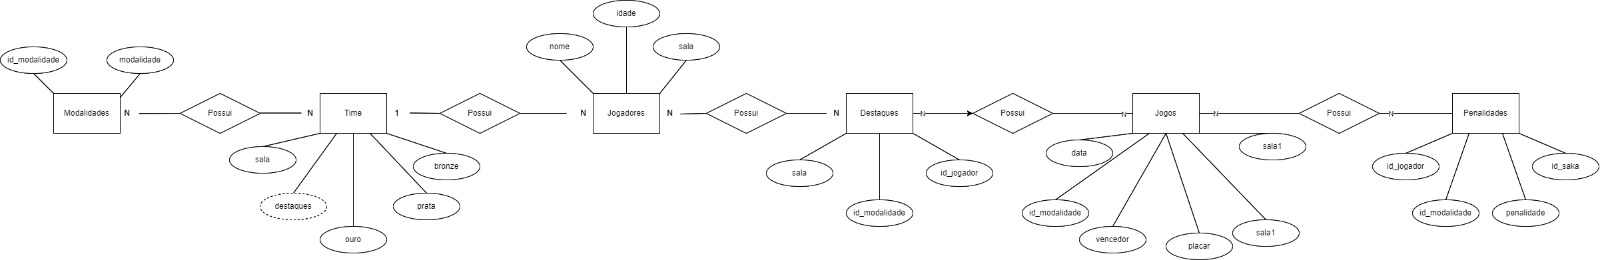 idade
nome
sala
id_modalidade
modalidade
Modalidades
N
Possui
N
Time
1
Possui
N
Jogadores
N
Possui
N
Destaques
N
Possui
N
Jogos
N
Possui
N
Penalidades
sala
destaques
ouro
prata
bronze
sala
id_modalidade
id_jogador
data
id_modalidade
vencedor
placar
sala1
sala1
id_jogador
id_modalidade
penalidade
id_saka